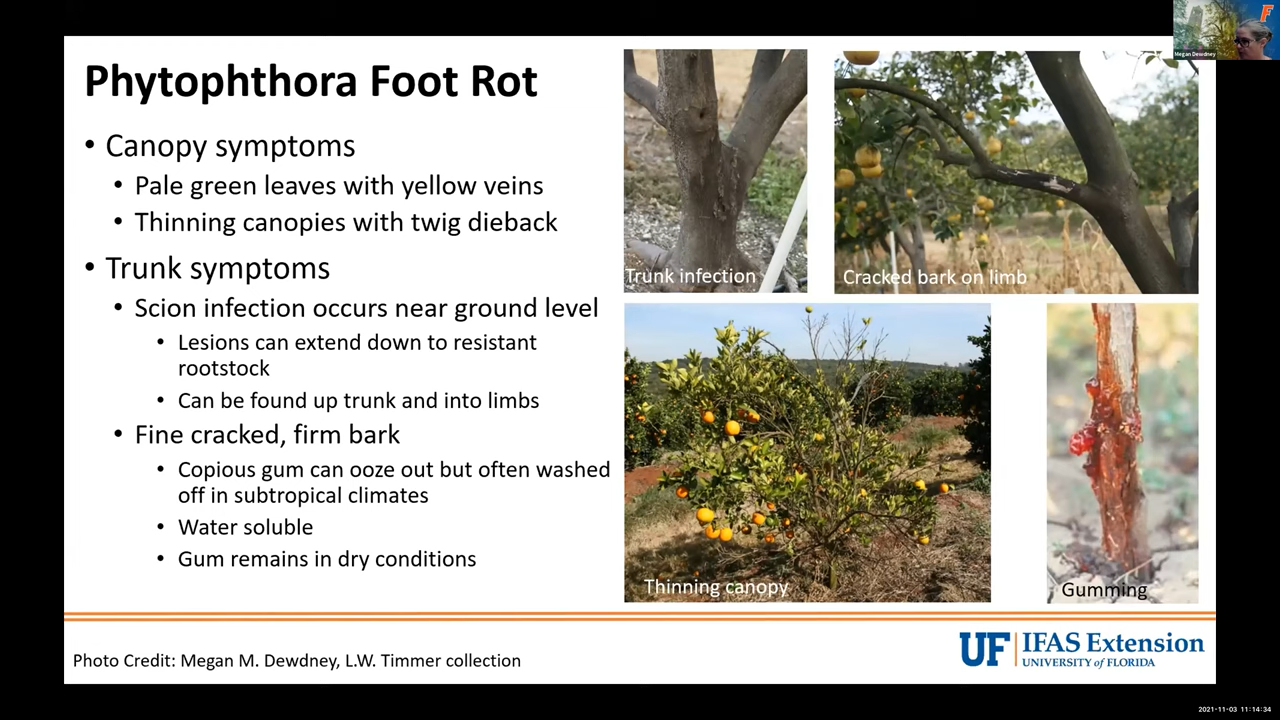 Megan Dewdney
Phytophthora Foot Rot
• Canopy symptoms
• Pale green leaves with yellow veins
• Thinning canopies with twig dieback
• Trunk symptoms
• Scion infection occurs near ground level
• Lesions can extend down to resistant
rootstock
• Can be found up trunk and into limbs
• Fine cracked, firm bark
• Copious gum can ooze out but often washed
off in subtropical climates
• Water soluble
• Gum remains in dry conditions
Trunk infection
Cracked bark on limb
Thinning canopy
Gumming
Photo Credit: Megan M. Dewdney, L.W. Timmer collection
UF IFAS Extension
UNIVERSITY of FLORIDA
2021-11-03 11:14:34